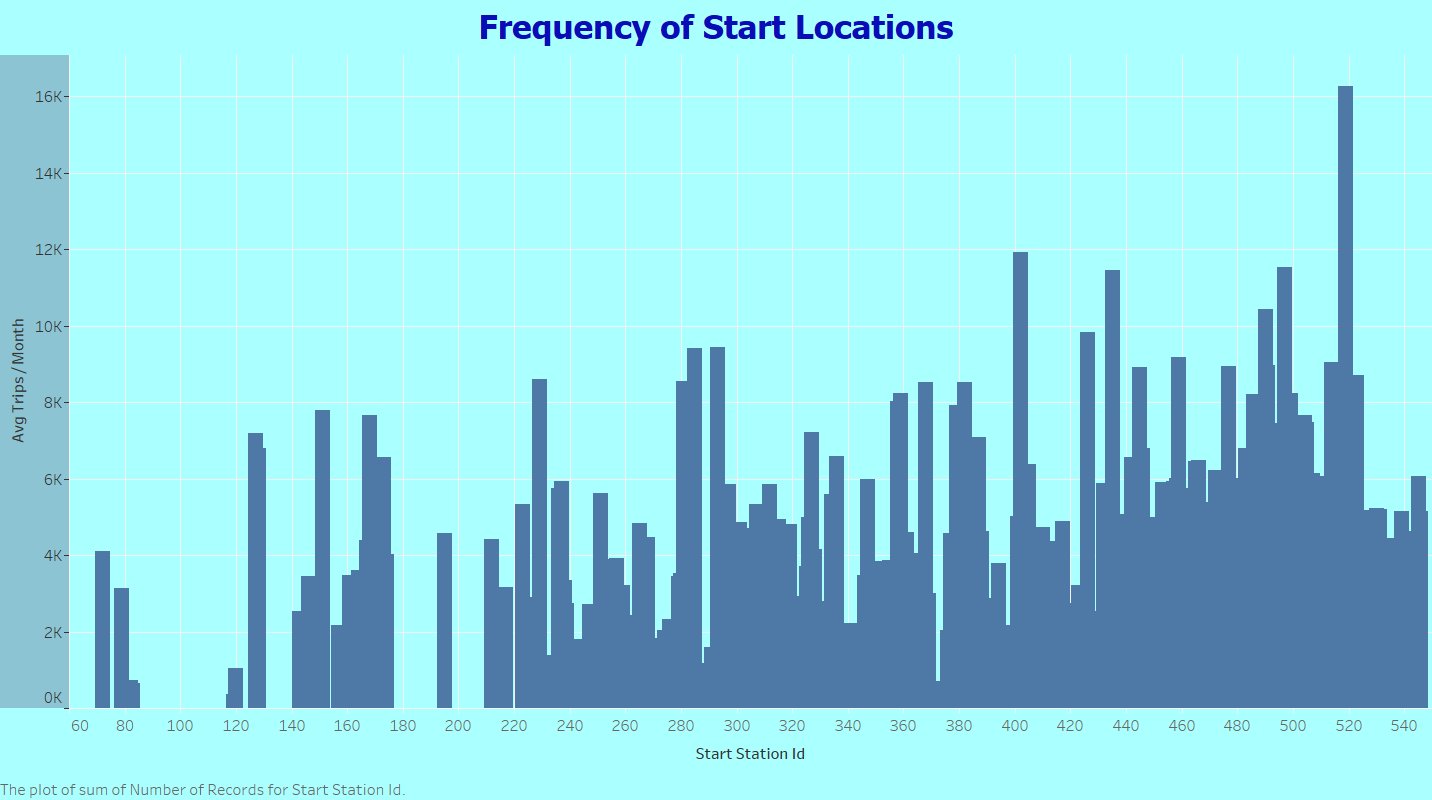 Frequency of Start Locations
16K
14K
12K
10K
8K
6K
4K
2K
0K
Avg Trips / Month
60 80 100 120 140 160 180 200 220 240 260 280 300 320 340 360 380 400 420 440 460 480 500 520 540
Start Station Id
The plot of sum of Number of Records for Start Station Id.